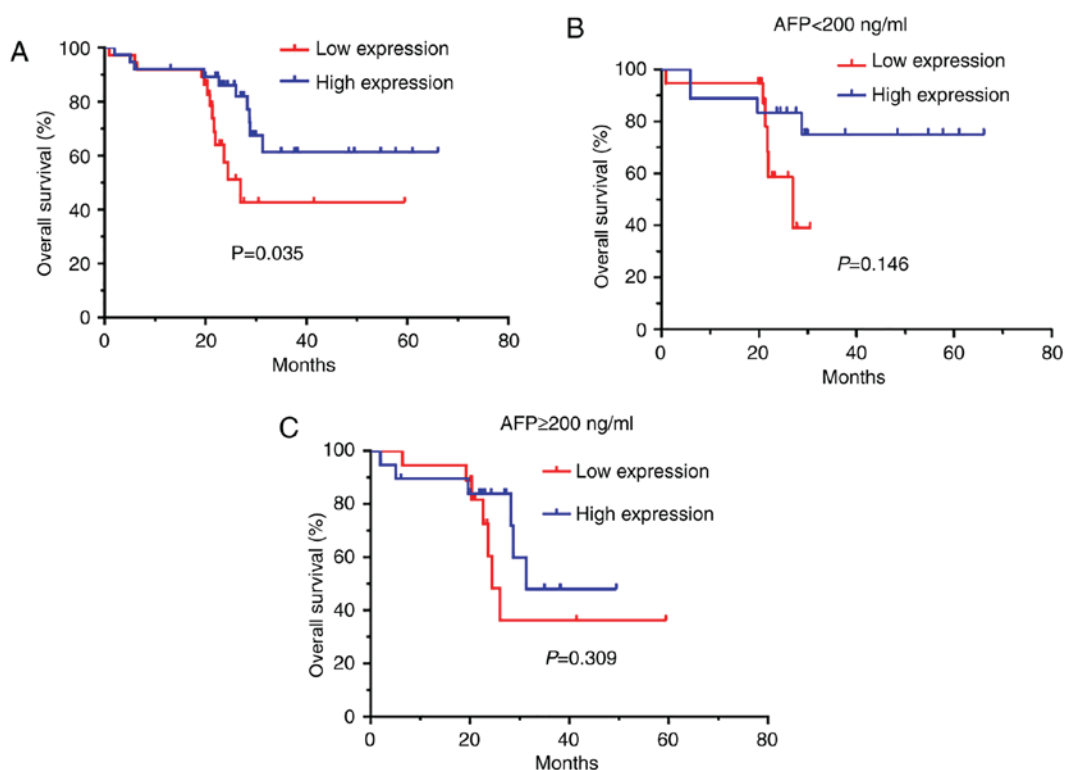 A
Low expression
High expression
Overall survival (%)
100
80
60
40
20
0
P=0.035
0 20 40 60 80
Months
B
AFP<200 ng/ml
Low expression
High expression
Overall survival (%)
100
80
60
40
20
0
P=0.146
0 20 40 60 80
Months
C
AFP≥200 ng/ml
Low expression
High expression
Overall survival (%)
100
80
60
40
20
0
P=0.309
0 20 40 60 80
Months